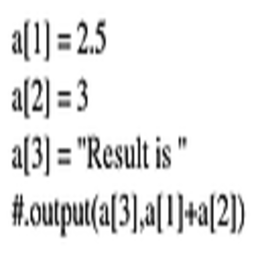 a[1] = 2.5
a[2] = 3
a[3] = "Result is "
#.output(a[3],a[1]+a[2])